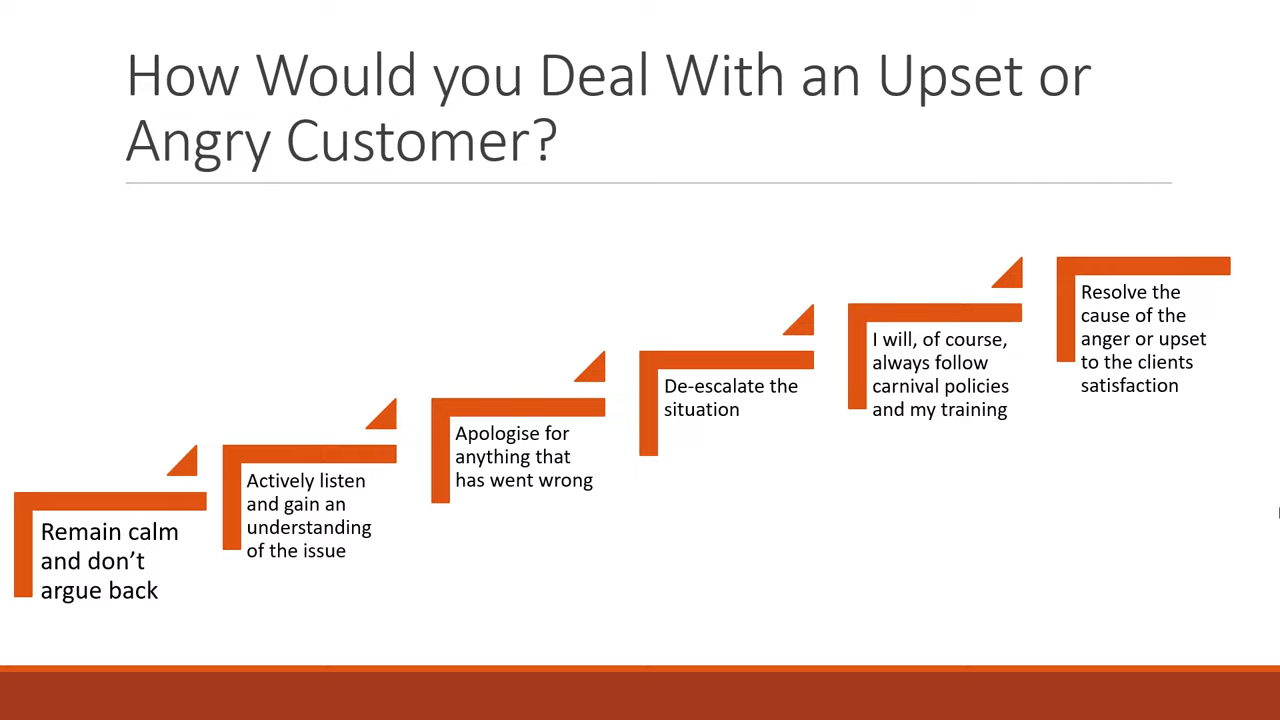 How Would you Deal With an Upset or
Angry Customer?
Remain calm
and don’t
argue back
Actively listen
and gain an
understanding
of the issue
Apologise for
anything that
has went wrong
De-escalate the
situation
I will, of course,
always follow
carnival policies
and my training
Resolve the
cause of the
anger or upset
to the clients
satisfaction